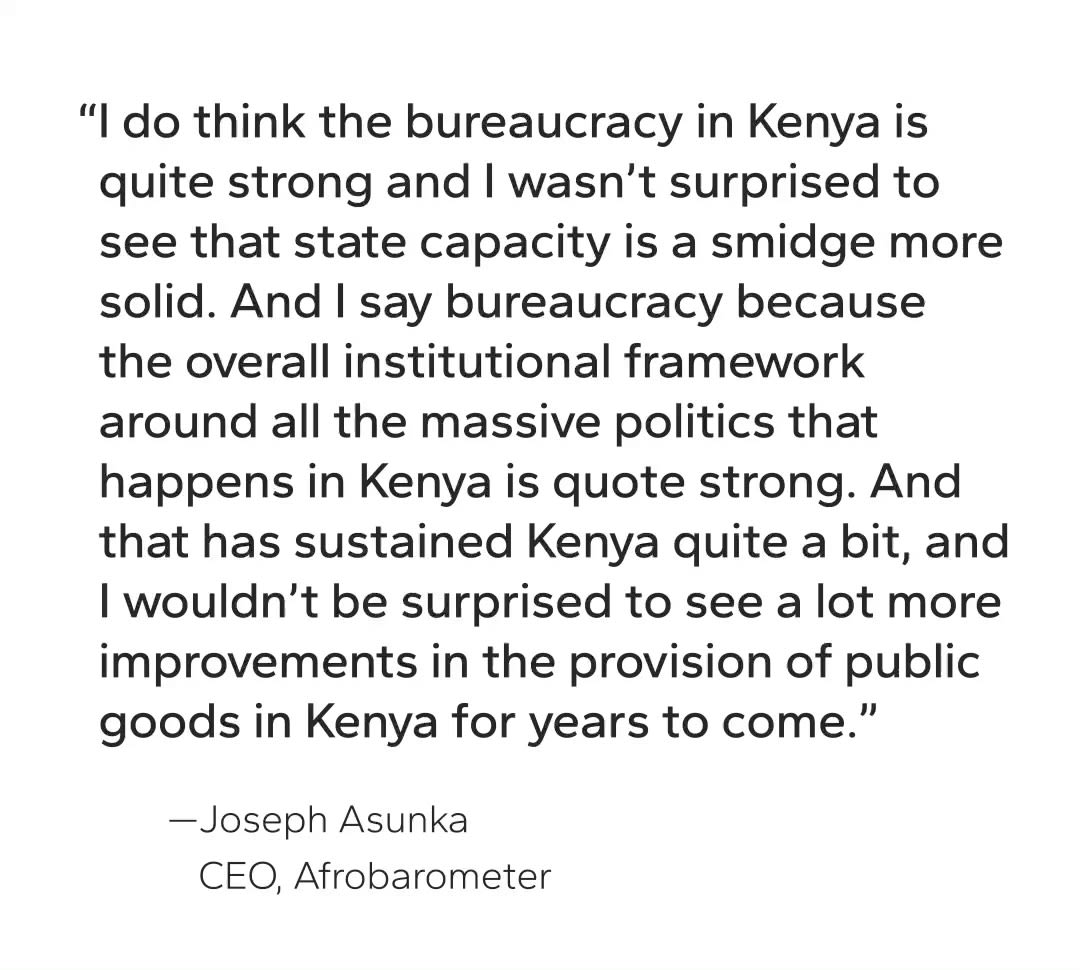 “I do think the bureaucracy in Kenya is
quite strong and I wasn’t surprised to
see that state capacity is a smidge more
solid. And I say bureaucracy because
the overall institutional framework
around all the massive politics that
happens in Kenya is quote strong. And
that has sustained Kenya quite a bit, and
I wouldn’t be surprised to see a lot more
improvements in the provision of public
goods in Kenya for years to come.”
—Joseph Asunka
CEO, Afrobarometer